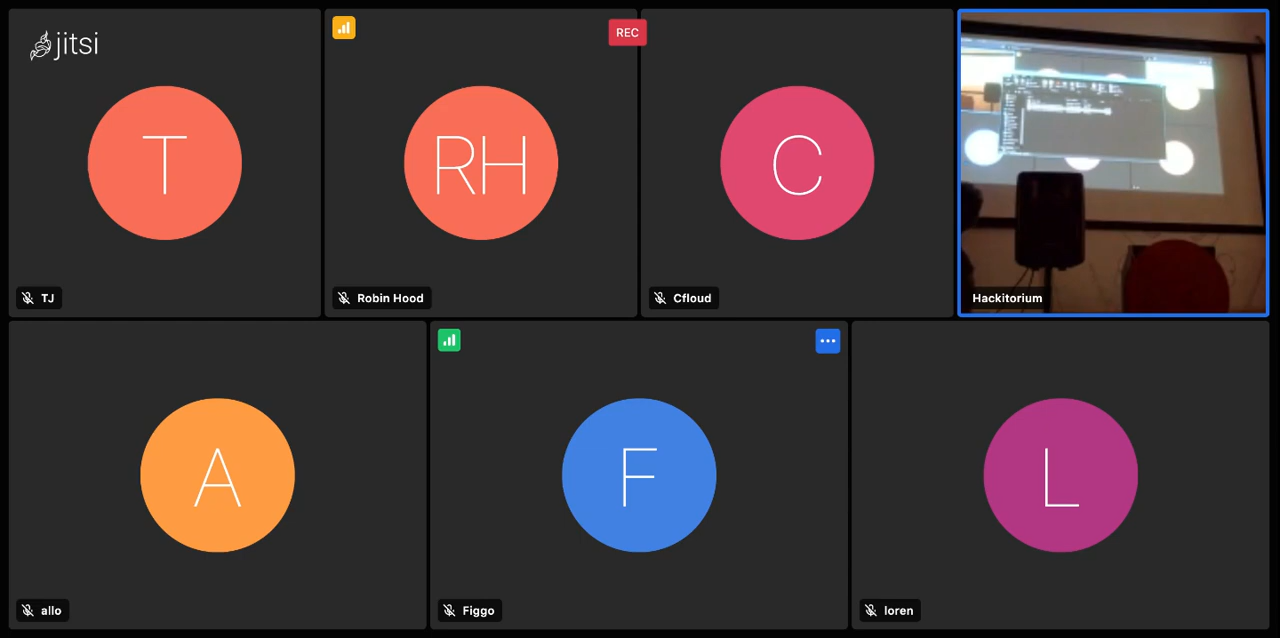 jitsi
REC
T
RH
C
TJ
Robin Hood
Cfloud
Hackitorium
A
F
L
allo
Figgo
loren